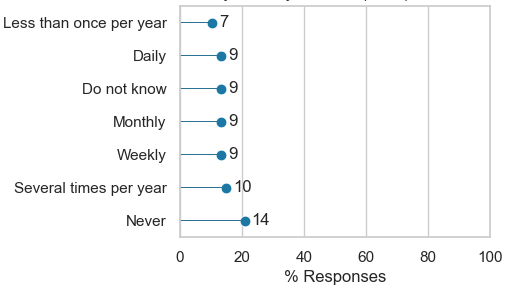 Less than once per year 7
Daily 9
Do not know 9
Monthly 9
Weekly 9
Several times per year 10
Never 14
0 20 40 60 80 100
% Responses